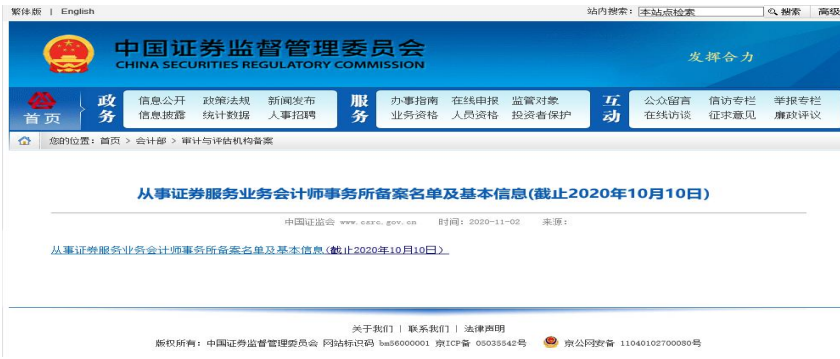 繁体版 | English 站内搜索: 本站点检索 搜索 高级
中国证券监督管理委员会
CHINA SECURITIES REGULATORY COMMISSION
发挥合力
首页 政务 信息公开 政策法规 新闻发布 服务 办事指南 在线申报 监管对象 互动 公众留言 信访专栏 举报专栏
信息披露 统计数据 人事招聘 业务资格 人员资格 投资者保护 在线访谈 征求意见 廉政评议
您的位置: 首页 > 会计部 > 审计与评估机构备案
从事证券服务业务会计师事务所备案名单及基本信息(截止2020年10月10日)
中国证监会 www.csrc.gov.cn 时间: 2020-11-02 来源:
从事证券服务业务会计师事务所备案名单及基本信息(截止2020年10月10日)
关于我们 | 联系我们 | 法律声明
版权所有: 中国证券监督管理委员会 网站标识码 bm56000001 京ICP备 05035542号 京公网安备 11040102700080号